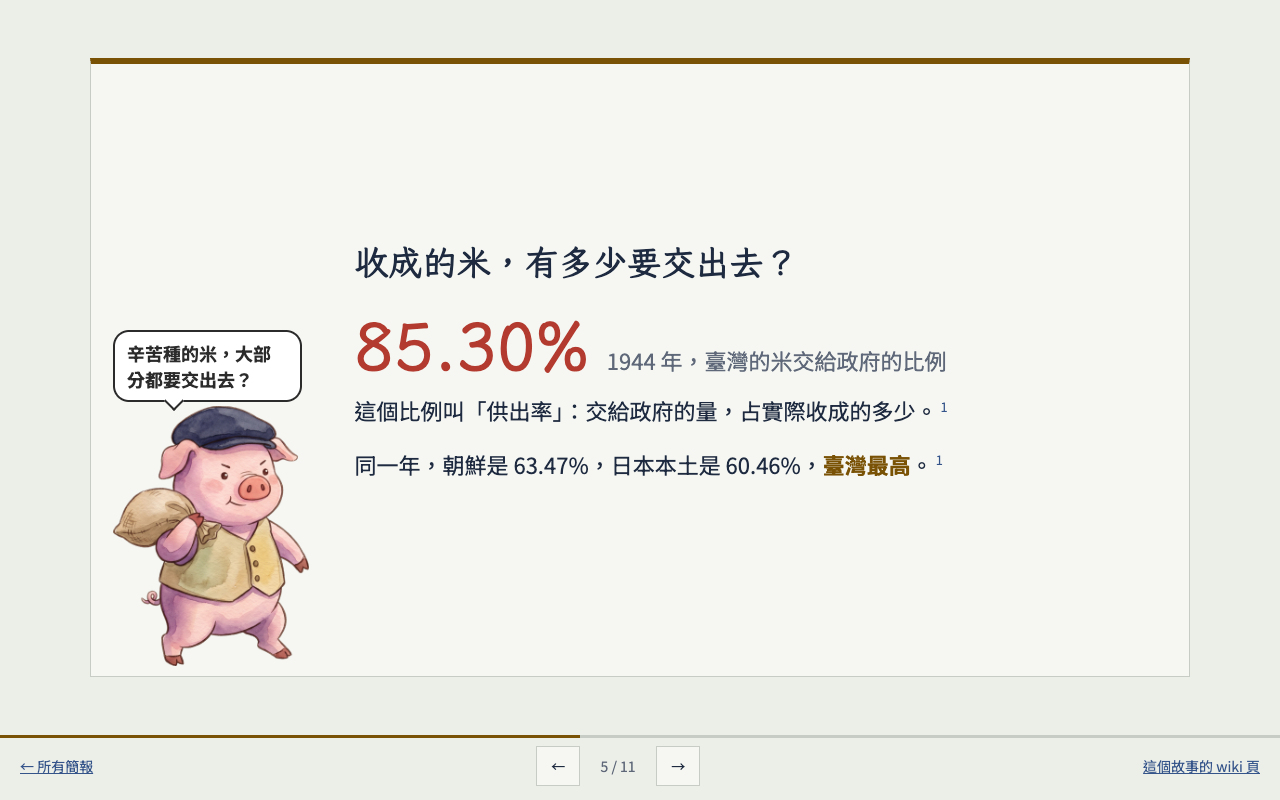 收成的米，有多少要交出去？
85.30% 1944 年，臺灣的米交給政府的比例
辛苦種的米，大部
分都要交出去？
這個比例叫「供出率」：交給政府的量，占實際收成的多少。1
同一年，朝鮮是 63.47%，日本本土是 60.46%，臺灣最高。1
← 所有簡報
←
5 / 11
→
這個故事的 wiki 頁